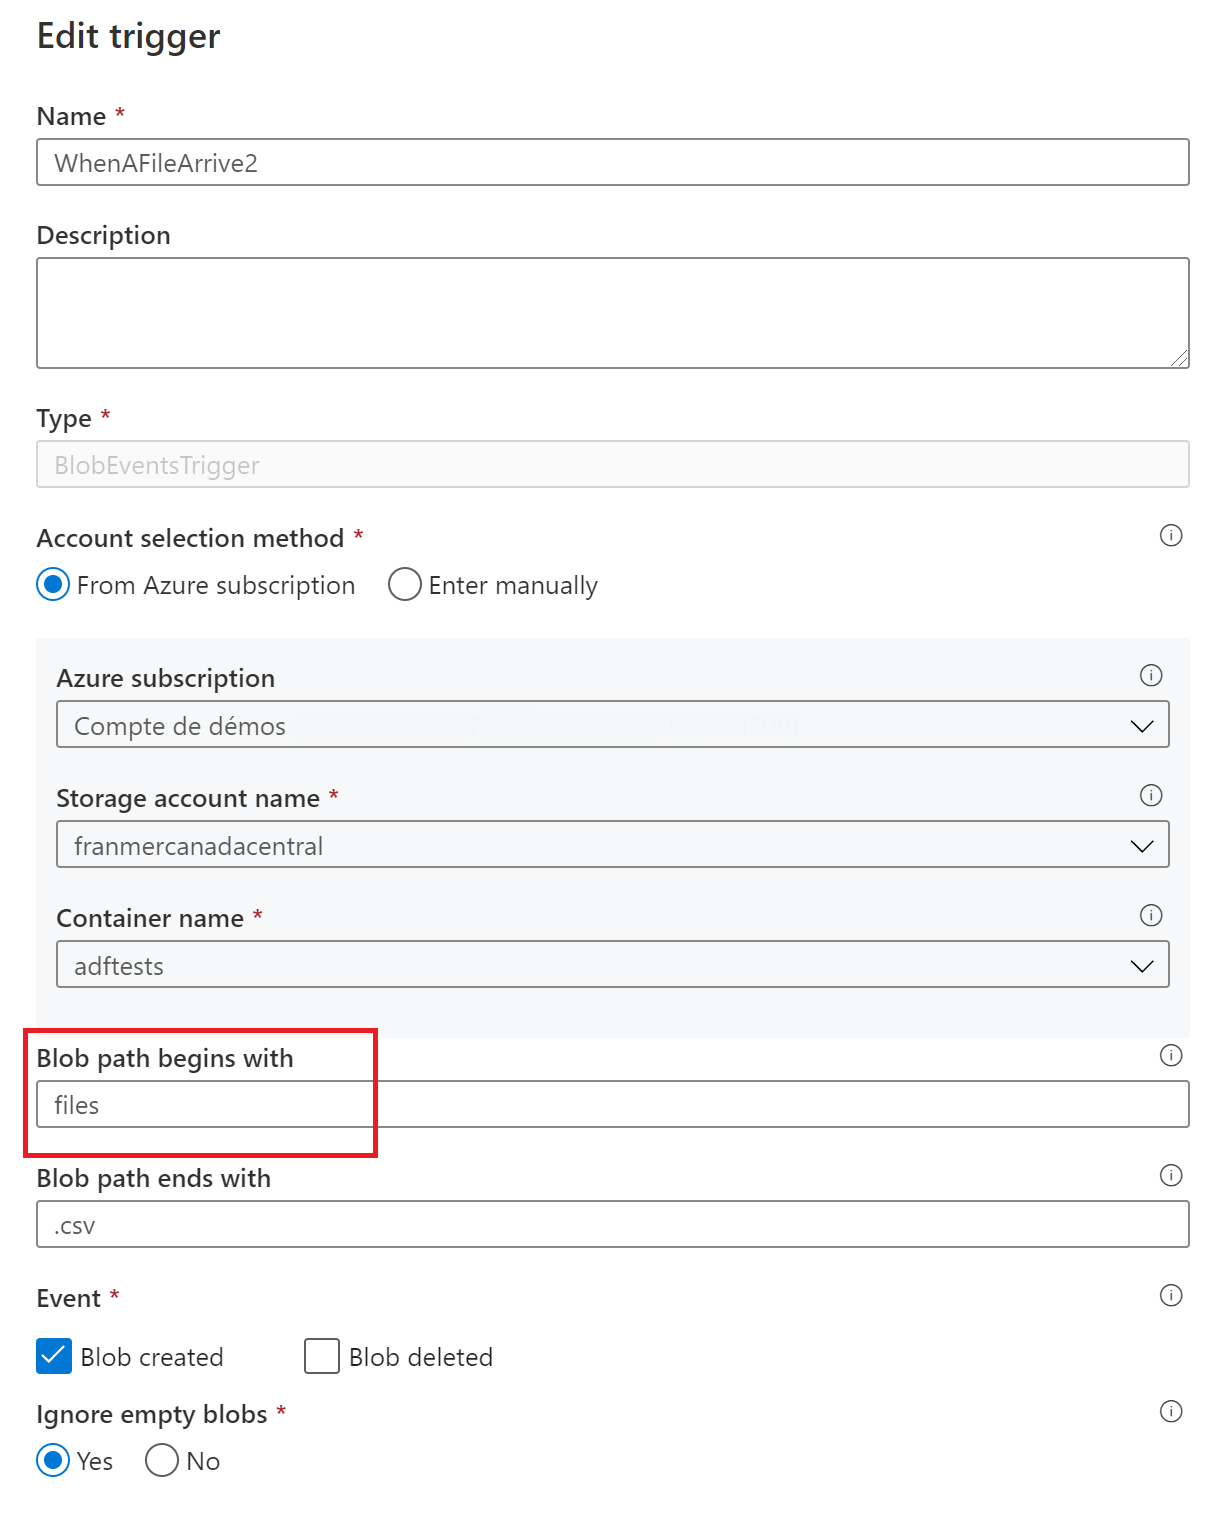 Edit trigger
Name *
WhenAFileArrive2
Description
Type *
BlobEventsTrigger
Account selection method *
From Azure subscription Enter manually
Azure subscription
Compte de démos
Storage account name *
franmercanadacentral
Container name *
adftests
Blob path begins with
files
Blob path ends with
.csv
Event *
Blob created Blob deleted
Ignore empty blobs *
Yes No